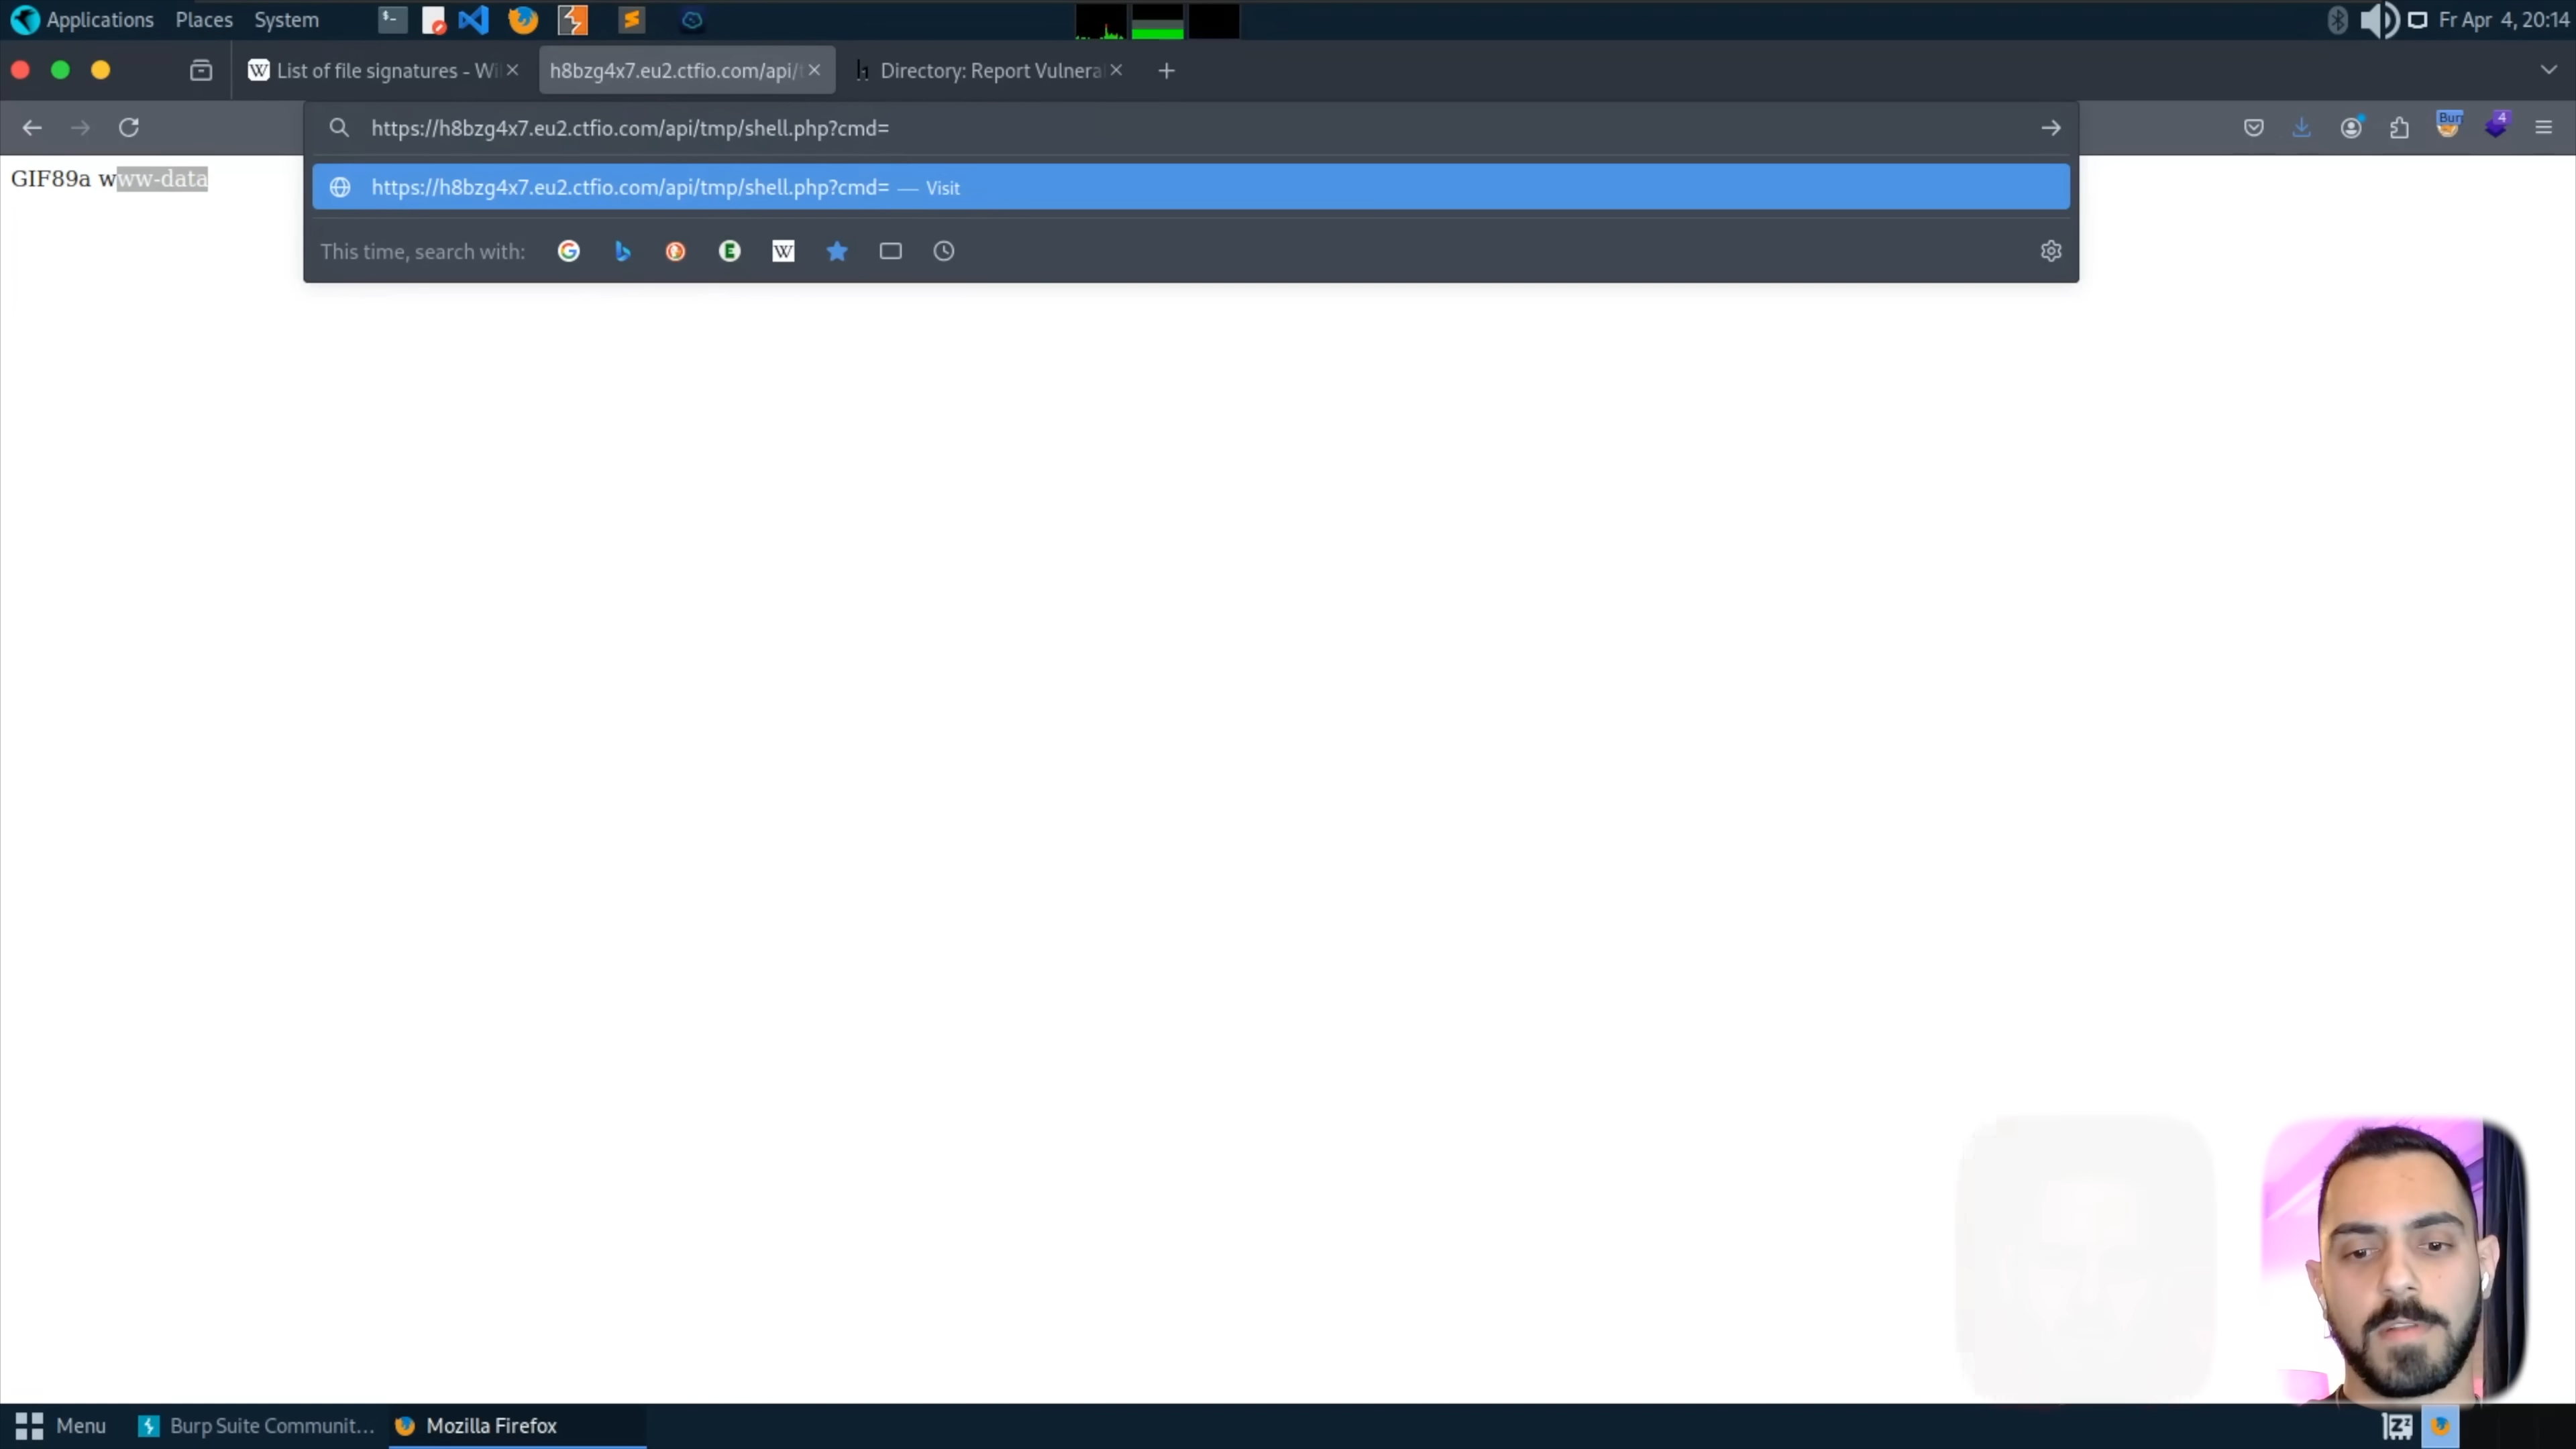 Applications Places System
Fr Apr 4, 20:14
List of file signatures - Wi
h8bzg4x7.eu2.ctfio.com/api/t
Directory: Report Vulnera
https://h8bzg4x7.eu2.ctfio.com/api/tmp/shell.php?cmd=
Bur
4
GIF89a www-data
https://h8bzg4x7.eu2.ctfio.com/api/tmp/shell.php?cmd= — Visit
This time, search with:
Menu
Burp Suite Communit...
Mozilla Firefox